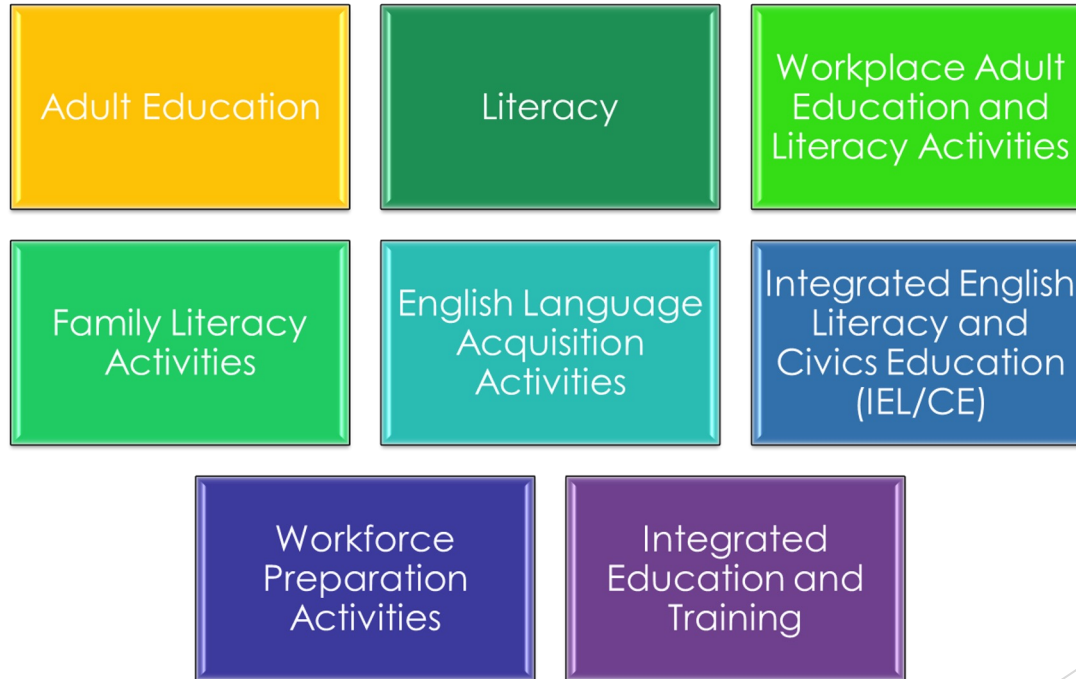 Adult Education
Literacy
Workplace Adult
Education and
Literacy Activities
Family Literacy
Activities
English Language
Acquisition
Activities
Integrated English
Literacy and
Civics Education
(IEL/CE)
Workforce
Preparation
Activities
Integrated
Education and
Training